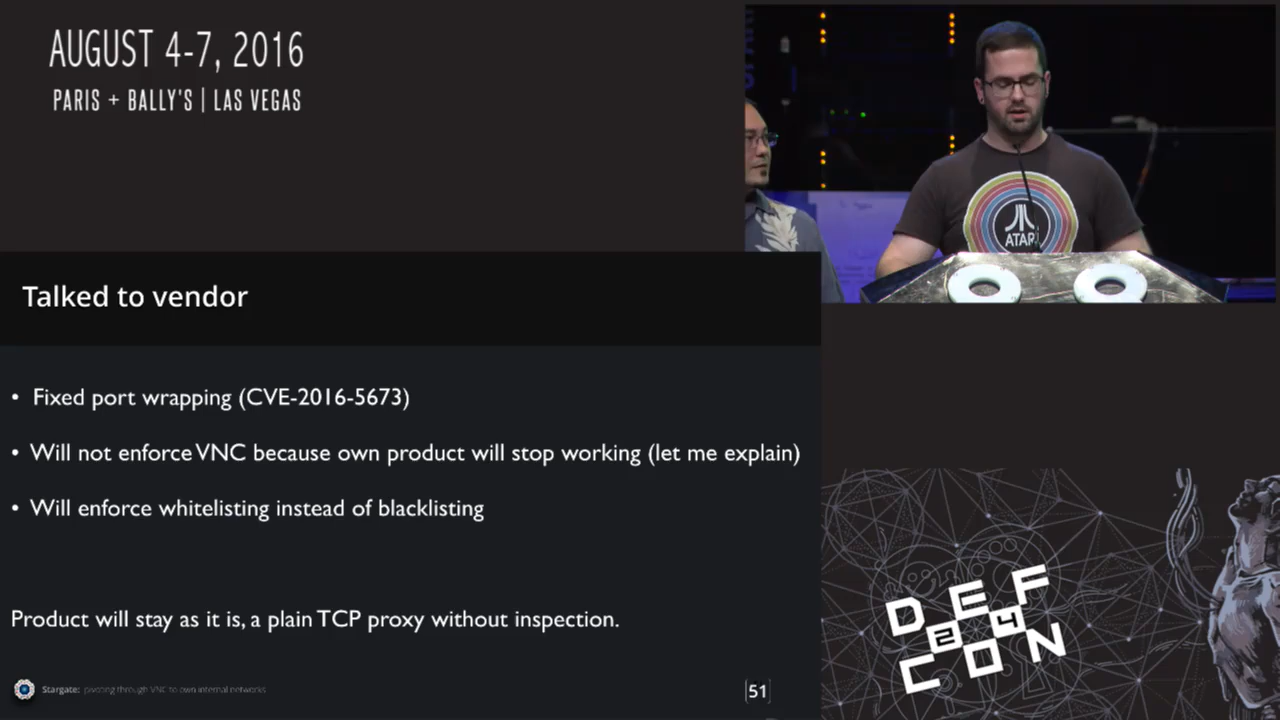 AUGUST 4-7, 2016
PARIS + BALLY'S | LAS VEGAS
ATARI
Talked to vendor
• Fixed port wrapping (CVE-2016-5673)
• Will not enforce VNC because own product will stop working (let me explain)
• Will enforce whitelisting instead of blacklisting
Product will stay as it is, a plain TCP proxy without inspection.
Stargate: pivoting through VNC to own internal networks
51
DEF
24
CON